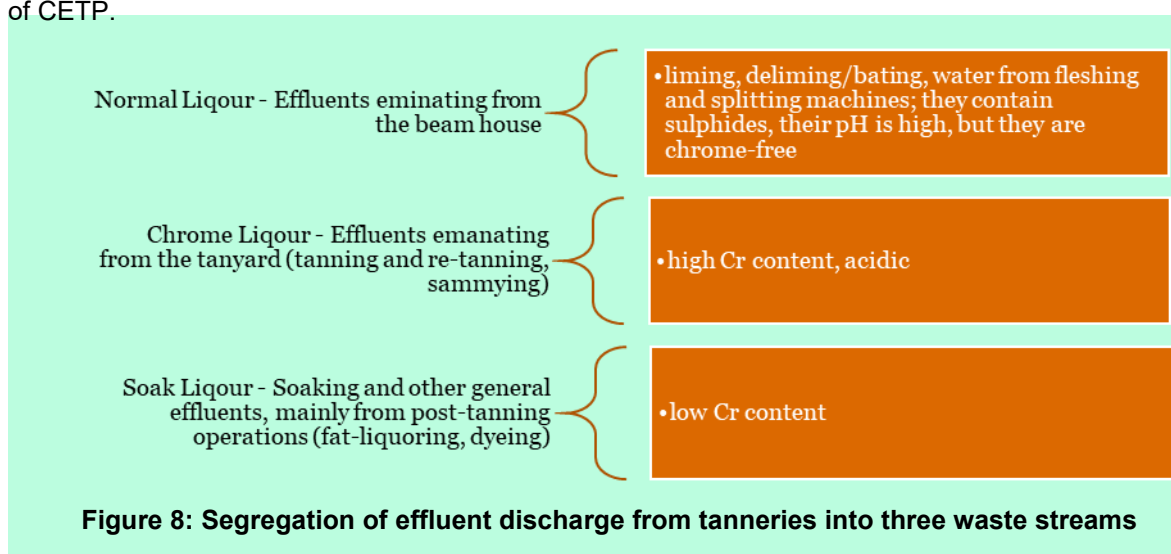 of CETP.
Normal Liqour - Effluents eminating from
the beam house
•liming, deliming/bating, water from fleshing
and splitting machines; they contain
sulphides, their pH is high, but they are
chrome-free
Chrome Liqour - Effluents emanating
from the tanyard (tanning and re-tanning,
sammying)
•high Cr content, acidic
Soak Liqour - Soaking and other general
effluents, mainly from post-tanning
operations (fat-liquoring, dyeing)
•low Cr content
Figure 8: Segregation of effluent discharge from tanneries into three waste streams